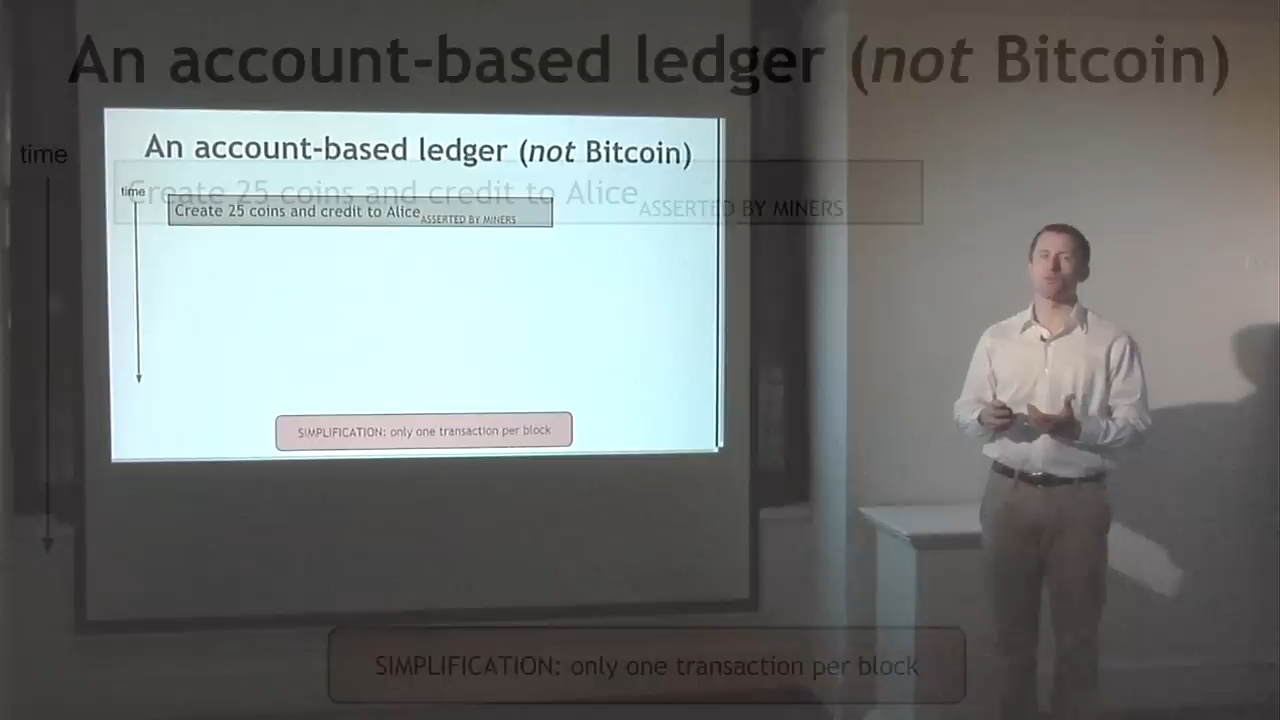 An account-based ledger (not Bitcoin)
time
Create 25 coins and credit to Alice ASSERTED BY MINERS
SIMPLIFICATION: only one transaction per block
An account-based ledger (not Bitcoin)
time
Create 25 coins and credit to Alice ASSERTED BY MINERS
SIMPLIFICATION: only one transaction per block